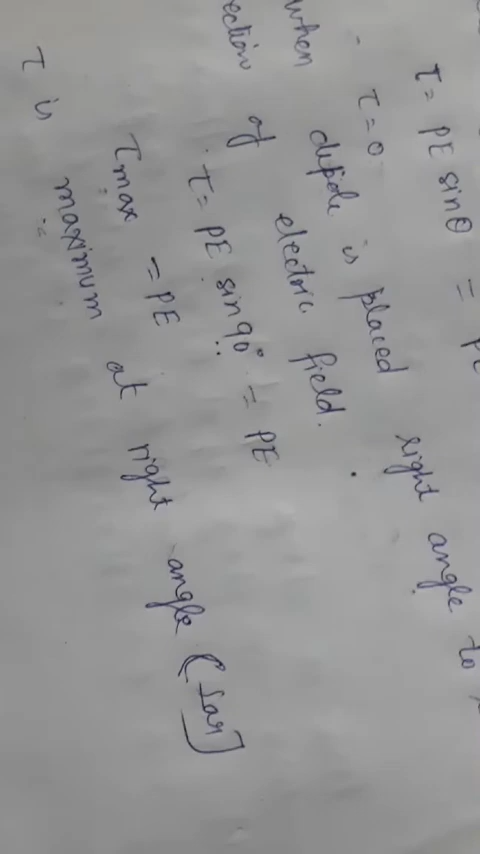 τ = PE sinθ =
τ = 0
when dipole is placed right angle to
ection of electric field.
τ = PE sin90° = PE
τmax = PE
τ is maximum at right angle